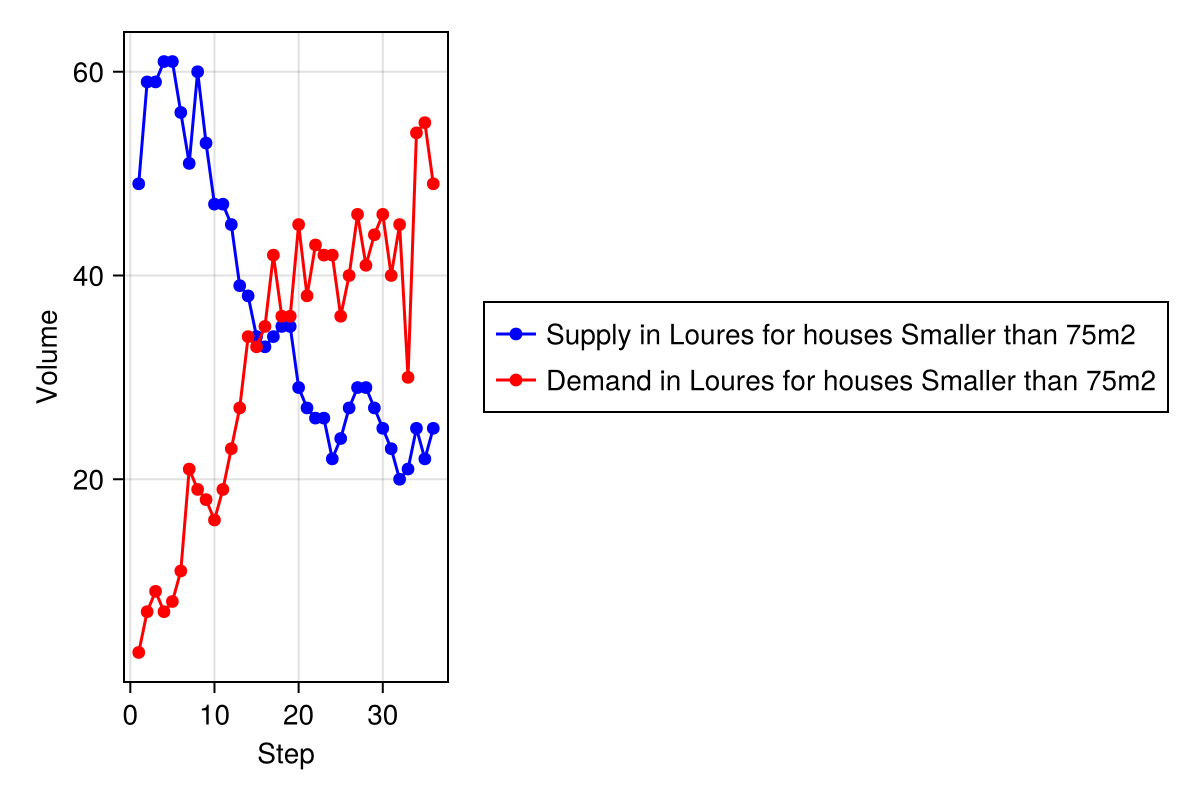 60
40
20
Volume
0 10 20 30
Step
Supply in Loures for houses Smaller than 75m2
Demand in Loures for houses Smaller than 75m2